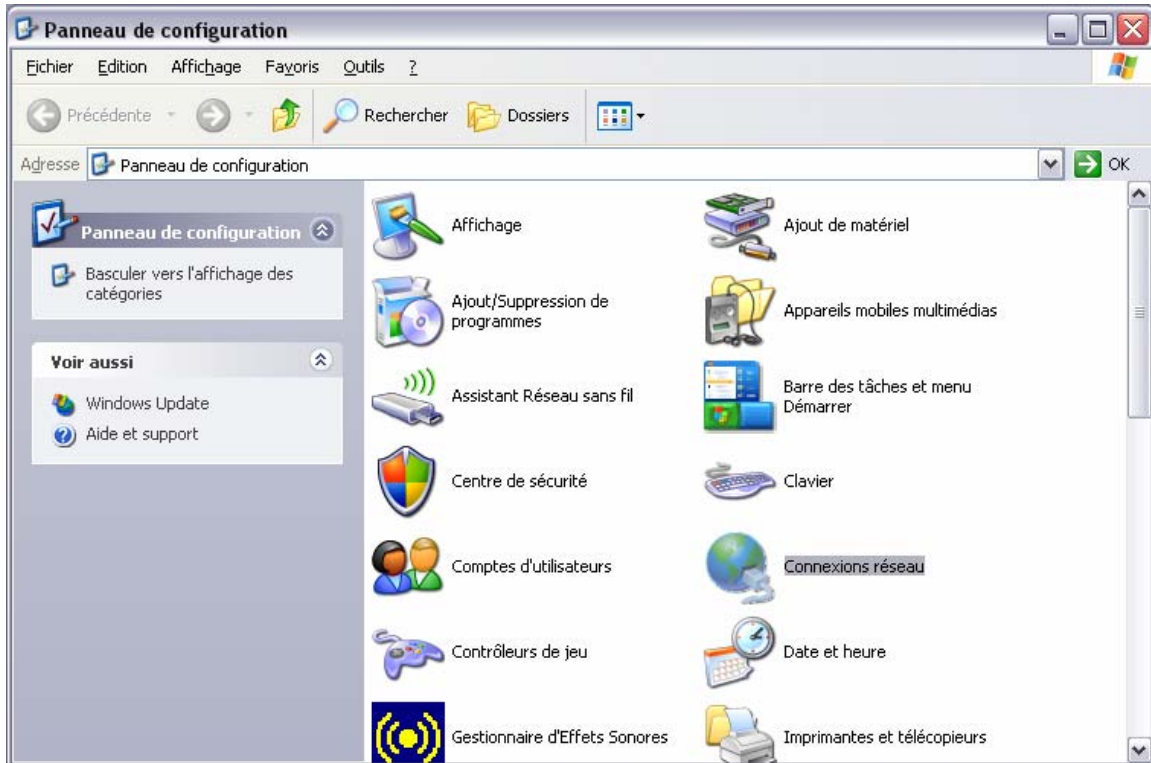 Panneau de configuration
Fichier Edition Affichage Favoris Outils ?
Précédente Rechercher Dossiers
Adresse Panneau de configuration OK
Panneau de configuration
Basculer vers l'affichage des
catégories
Voir aussi
Windows Update
Aide et support
Affichage
Ajout de matériel
Ajout/Suppression de
programmes
Appareils mobiles multimédias
Assistant Réseau sans fil
Barre des tâches et menu
Démarrer
Centre de sécurité
Clavier
Comptes d'utilisateurs
Connexions réseau
Contrôleurs de jeu
Date et heure
Gestionnaire d'Effets Sonores
Imprimantes et télécopieurs